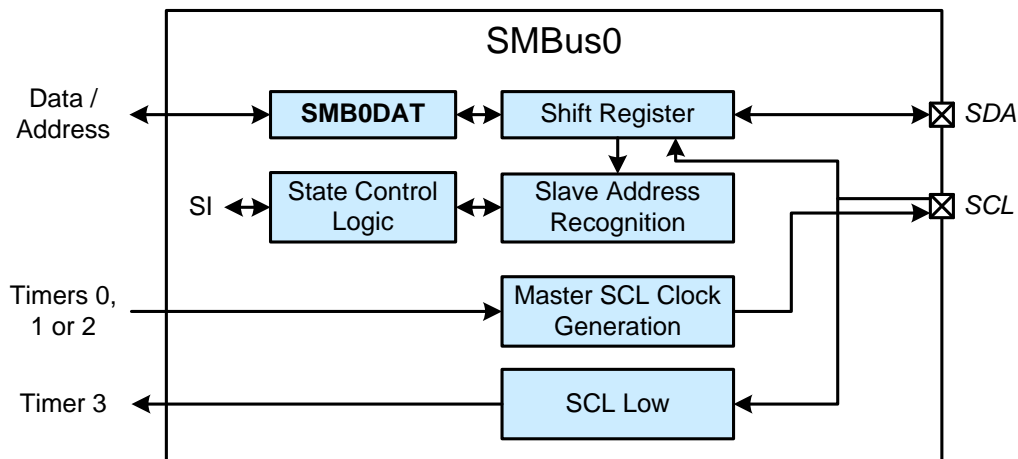 SMBus0
Data /
Address
SMB0DAT
Shift Register
SDA
SI
State Control
Logic
Slave Address
Recognition
SCL
Timers 0,
1 or 2
Master SCL Clock
Generation
Timer 3
SCL Low